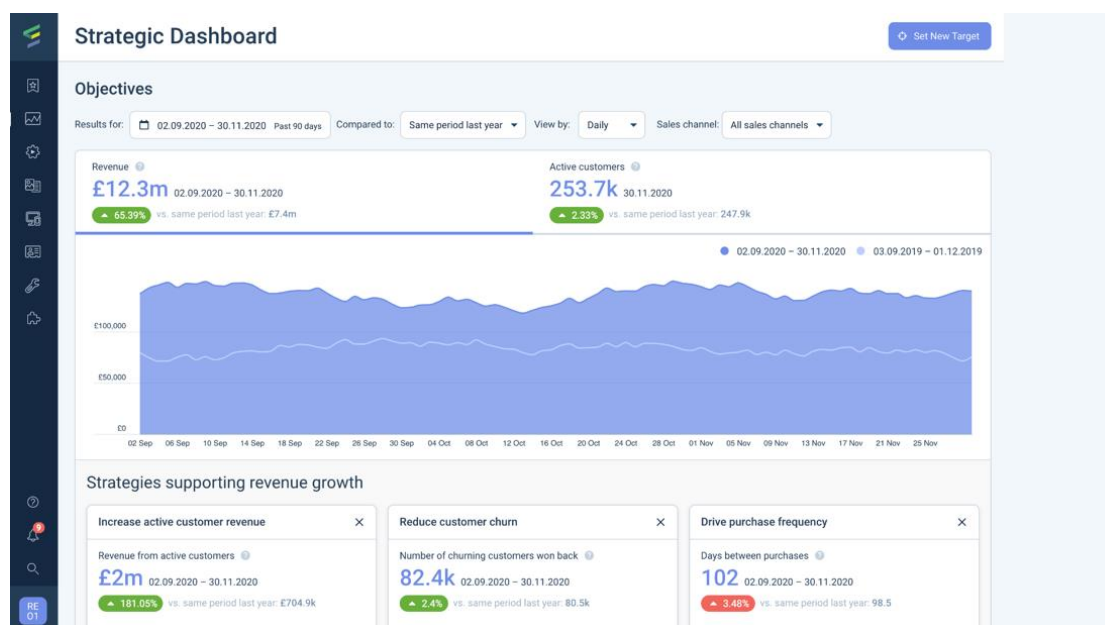 Strategic Dashboard
Set New Target
Objectives
Results for: 02.09.2020 – 30.11.2020 Past 90 days Compared to: Same period last year View by: Daily Sales channel: All sales channels
Revenue
£12.3m 02.09.2020 – 30.11.2020
65.39% vs. same period last year: £7.4m
Active customers
253.7k 30.11.2020
2.33% vs. same period last year: 247.9k
02.09.2020 – 30.11.2020 03.09.2019 – 01.12.2019
£100,000
£50,000
£0
02 Sep 06 Sep 10 Sep 14 Sep 18 Sep 22 Sep 26 Sep 30 Sep 04 Oct 08 Oct 12 Oct 16 Oct 20 Oct 24 Oct 28 Oct 01 Nov 05 Nov 09 Nov 13 Nov 17 Nov 21 Nov 25 Nov
Strategies supporting revenue growth
Increase active customer revenue
Revenue from active customers
£2m 02.09.2020 – 30.11.2020
181.05% vs. same period last year: £704.9k
Reduce customer churn
Number of churning customers won back
82.4k 02.09.2020 – 30.11.2020
2.4% vs. same period last year: 80.5k
Drive purchase frequency
Days between purchases
102 02.09.2020 – 30.11.2020
3.48% vs. same period last year: 98.5
9
RE
01